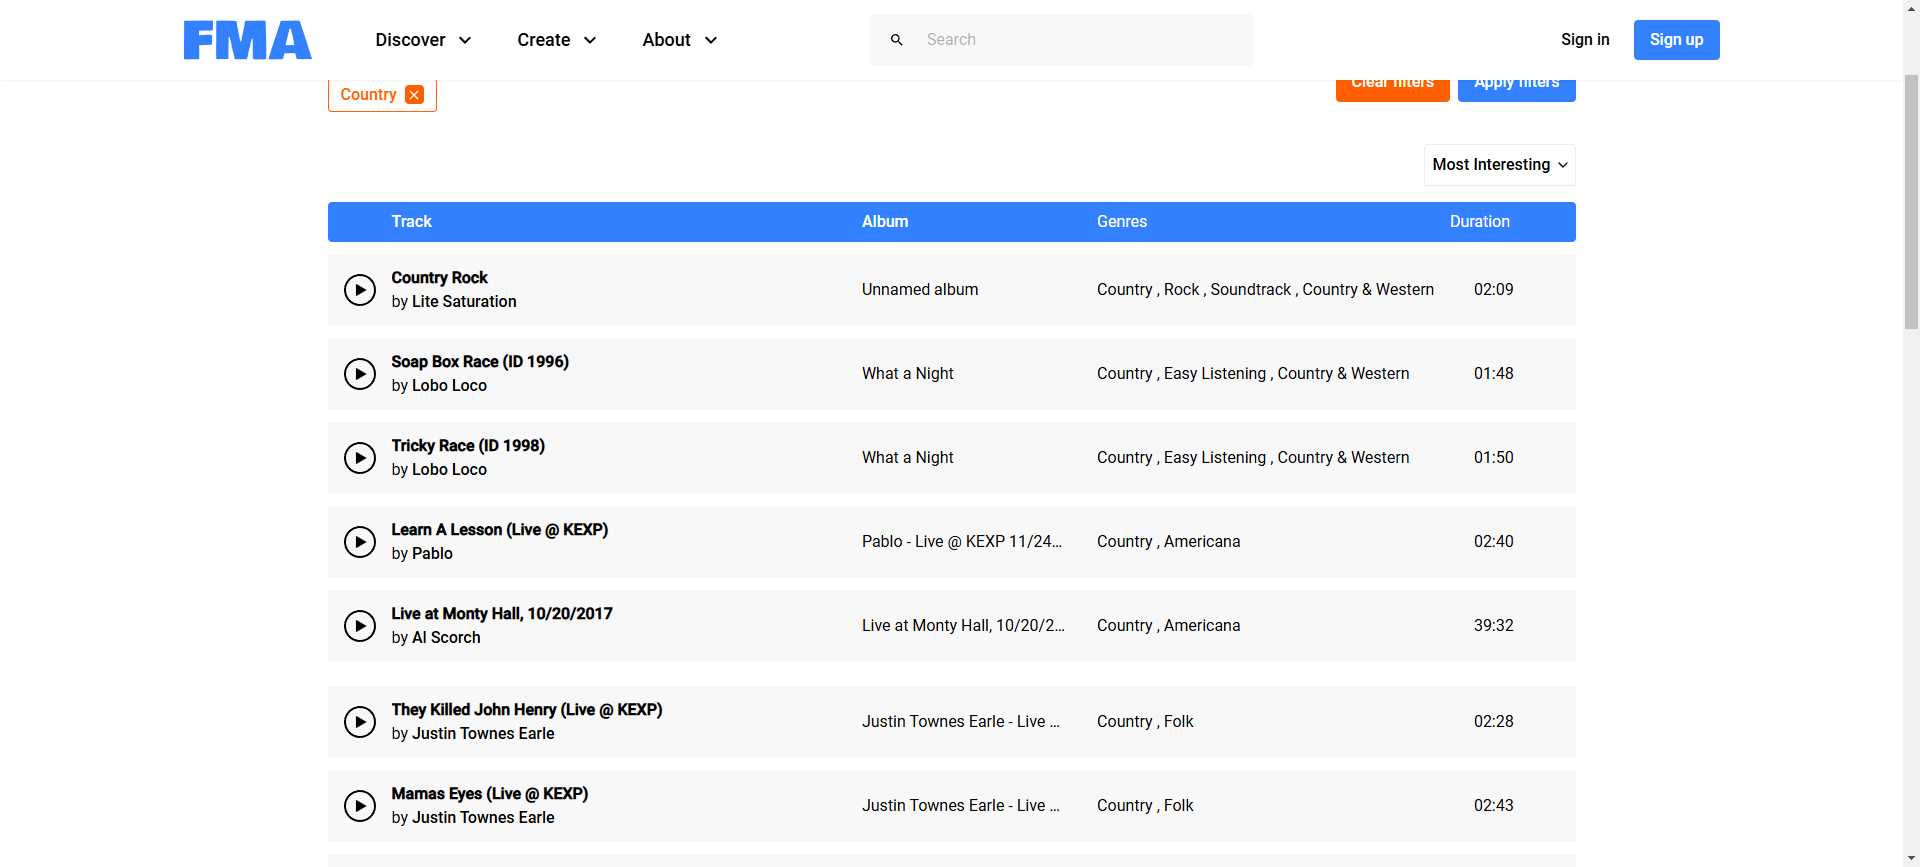 FMA
Discover
Create
About
Search
Sign in
Sign up
Country
Clear filters
Apply filters
Most Interesting
Track Album Genres Duration
Country Rock
by Lite Saturation
Unnamed album
Country , Rock , Soundtrack , Country & Western
02:09
Soap Box Race (ID 1996)
by Lobo Loco
What a Night
Country , Easy Listening , Country & Western
01:48
Tricky Race (ID 1998)
by Lobo Loco
What a Night
Country , Easy Listening , Country & Western
01:50
Learn A Lesson (Live @ KEXP)
by Pablo
Pablo - Live @ KEXP 11/24...
Country , Americana
02:40
Live at Monty Hall, 10/20/2017
by Al Scorch
Live at Monty Hall, 10/20/2...
Country , Americana
39:32
They Killed John Henry (Live @ KEXP)
by Justin Townes Earle
Justin Townes Earle - Live ...
Country , Folk
02:28
Mamas Eyes (Live @ KEXP)
by Justin Townes Earle
Justin Townes Earle - Live ...
Country , Folk
02:43